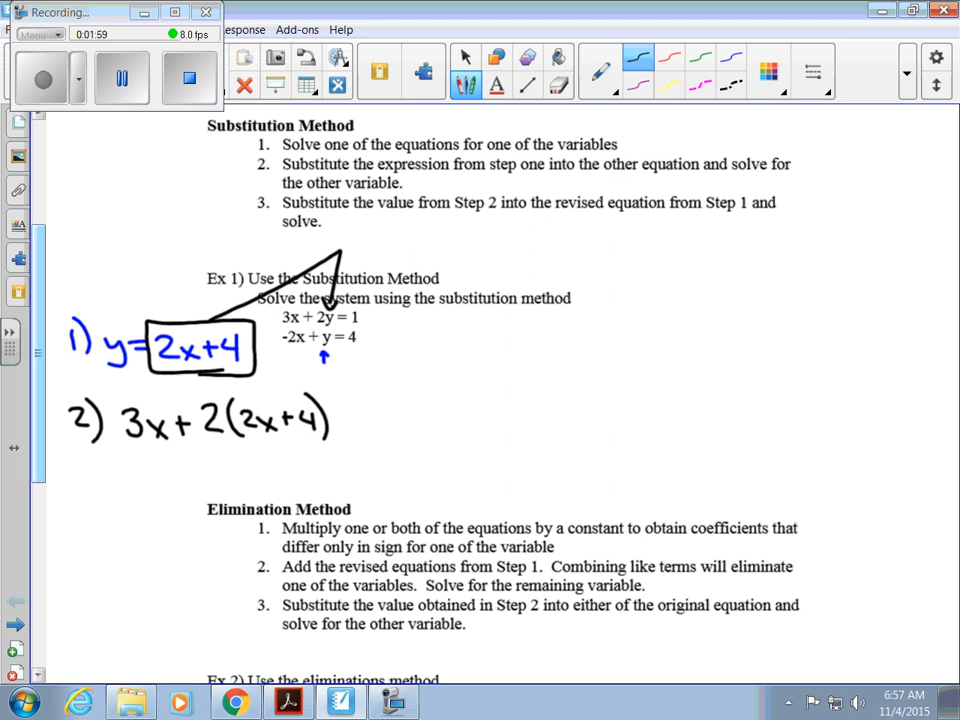 Recording...
Menu
0:01:59
8.0 fps
esponse Add-ons Help
Substitution Method
1. Solve one of the equations for one of the variables
2. Substitute the expression from step one into the other equation and solve for
the other variable.
3. Substitute the value from Step 2 into the revised equation from Step 1 and
solve.
Ex 1) Use the Substitution Method
Solve the system using the substitution method
3x + 2y = 1
-2x + y = 4
1) y= 2x+4
2) 3x+2(2x+4)
Elimination Method
1. Multiply one or both of the equations by a constant to obtain coefficients that
differ only in sign for one of the variable
2. Add the revised equations from Step 1. Combining like terms will eliminate
one of the variables. Solve for the remaining variable.
3. Substitute the value obtained in Step 2 into either of the original equation and
solve for the other variable.
Ex 2) Use the eliminations method
6:57 AM
11/4/2015